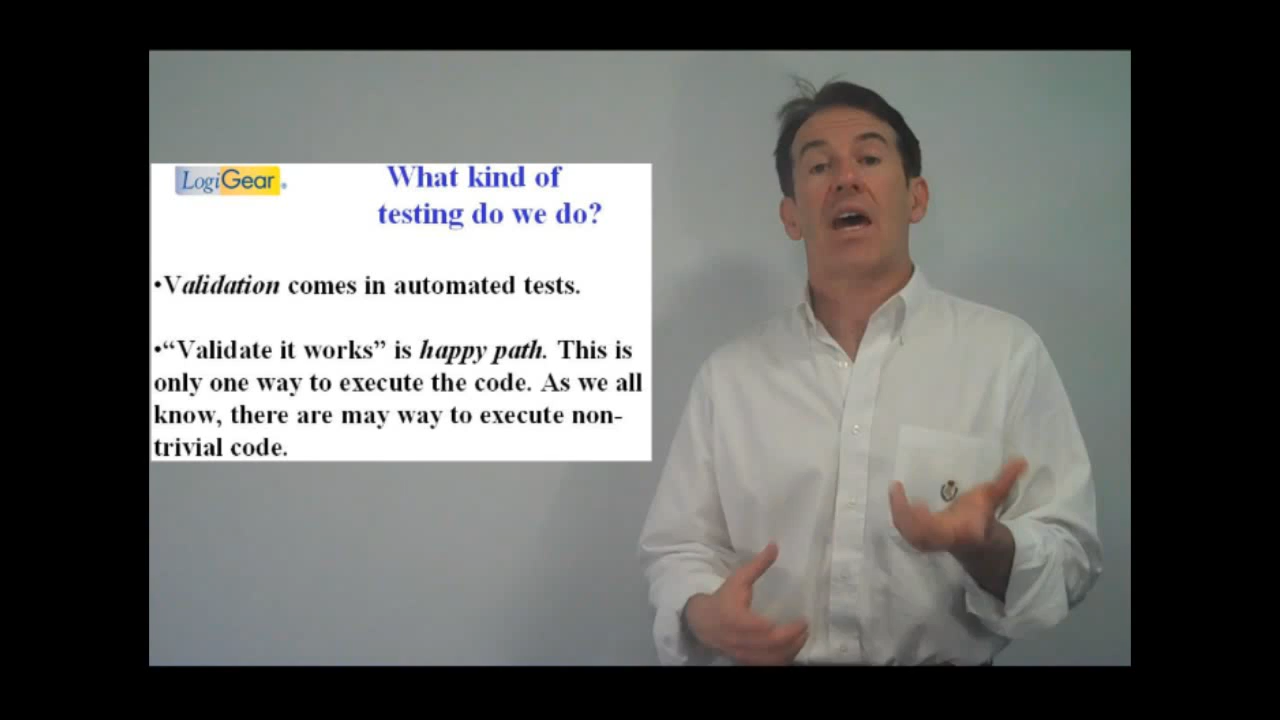 LogiGear
What kind of
testing do we do?
•Validation comes in automated tests.
•“Validate it works” is happy path. This is
only one way to execute the code. As we all
know, there are may way to execute non-
trivial code.